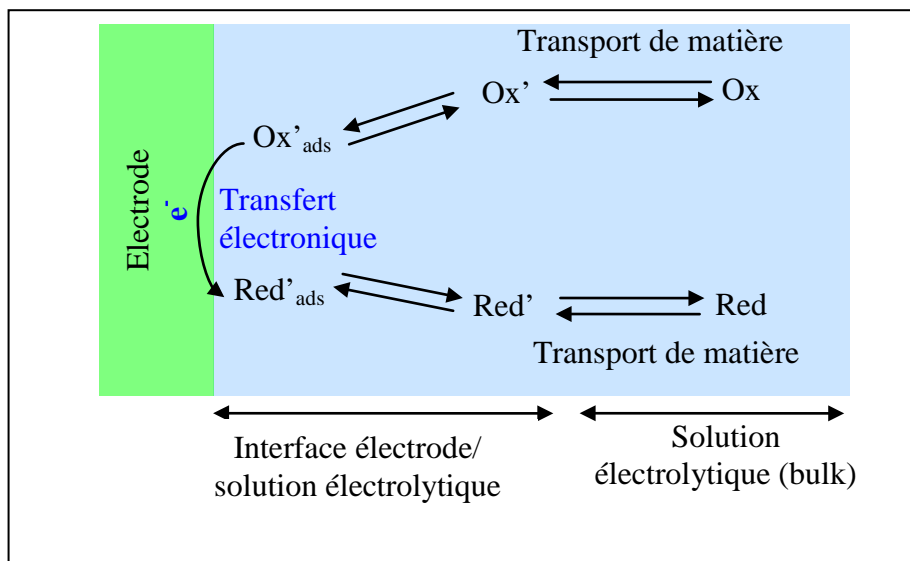 Transport de matière
Ox’
Ox
Ox’ads
Electrode
e-
Transfert
électronique
Red’ads
Red’
Red
Transport de matière
Interface électrode/
solution électrolytique
Solution
électrolytique (bulk)